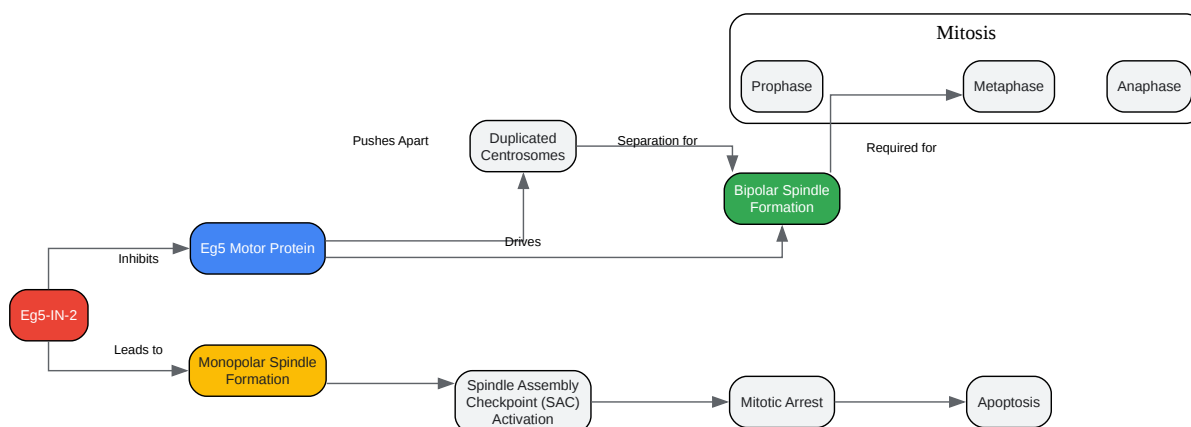 Mitosis
Prophase
Metaphase
Anaphase
Pushes Apart
Duplicated
Centrosomes
Separation for
Required for
Bipolar Spindle
Formation
Eg5 Motor Protein
Drives
Inhibits
Eg5-IN-2
Leads to
Monopolar Spindle
Formation
Spindle Assembly
Checkpoint (SAC)
Activation
Mitotic Arrest
Apoptosis